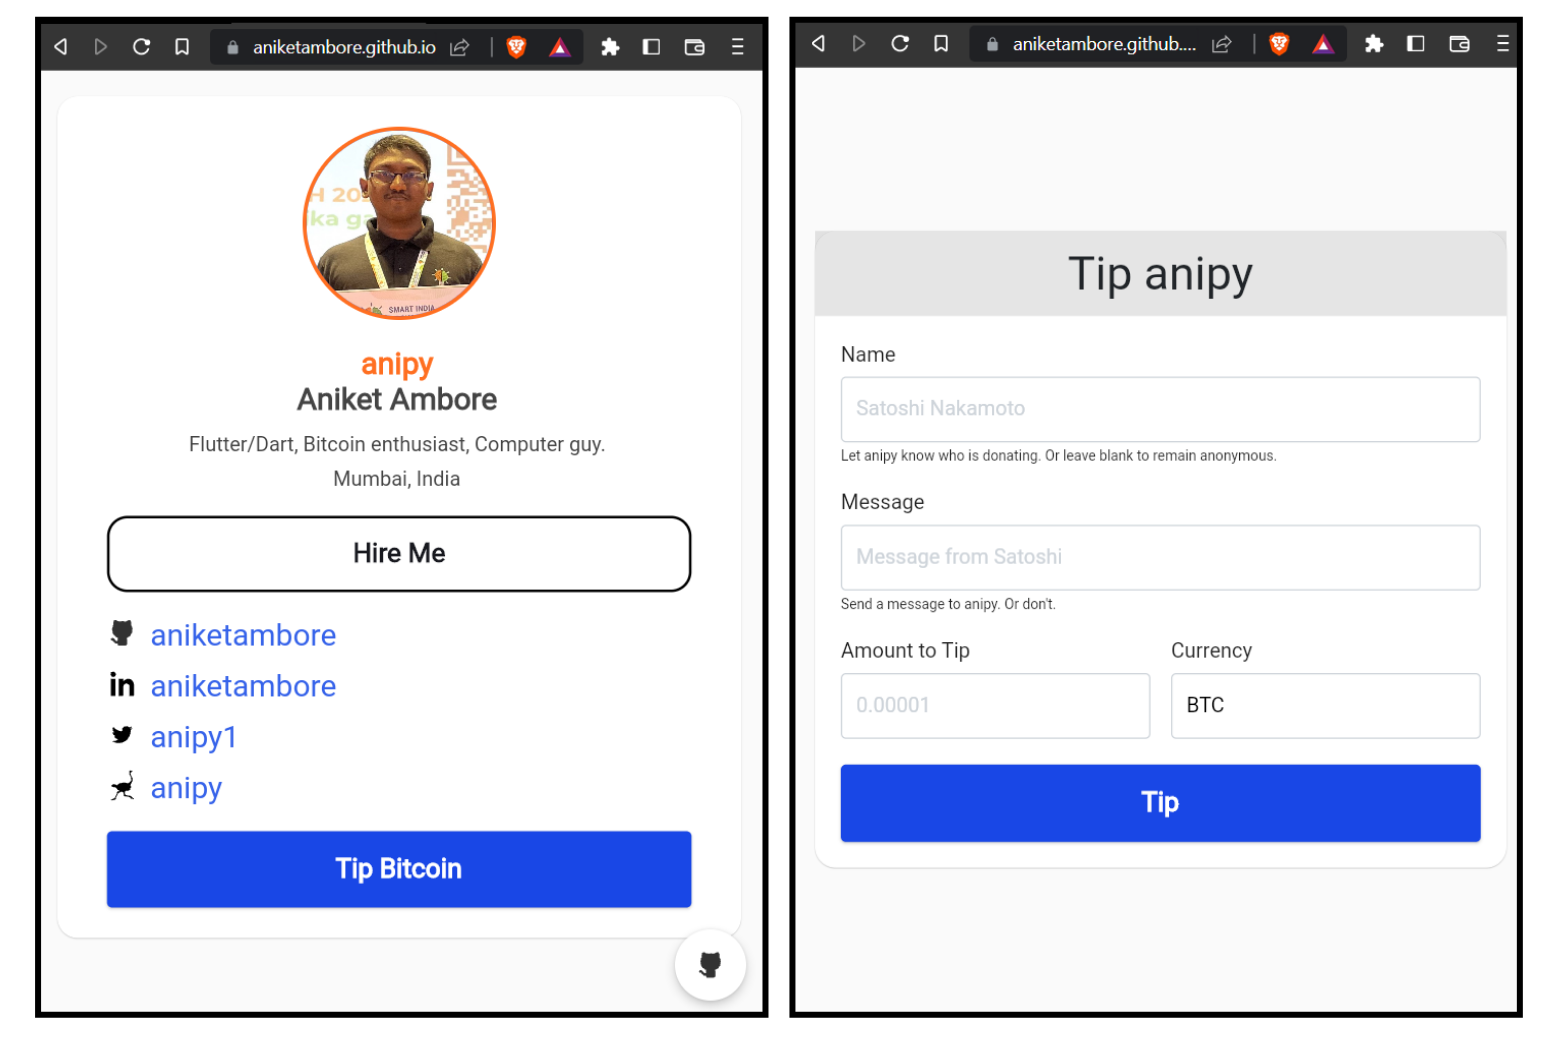 aniketambore.github.io
H 20
ka ga
SMART INDIA
anipy
Aniket Ambore
Flutter/Dart, Bitcoin enthusiast, Computer guy.
Mumbai, India
Hire Me
aniketambore
in aniketambore
anipy1
anipy
Tip Bitcoin
aniketambore.github....
Tip anipy
Name
Satoshi Nakamoto
Let anipy know who is donating. Or leave blank to remain anonymous.
Message
Message from Satoshi
Send a message to anipy. Or don't.
Amount to Tip Currency
0.00001 BTC
Tip